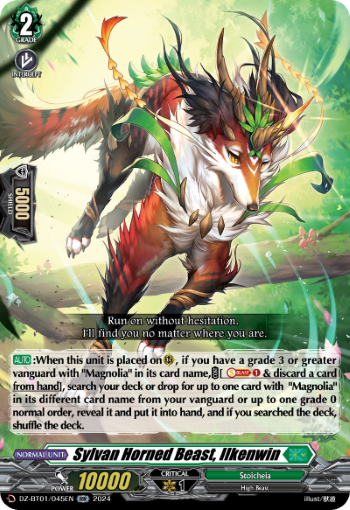 2
GRADE
INTERCEPT
5000
SHIELD
Run on without hesitation.
I'll find you no matter where you are.
AUTO :When this unit is placed on R, if you have a grade 3 or greater
vanguard with "Magnolia" in its card name, [ S BLAST 1 & discard a card
from hand], search your deck or drop for up to one card with "Magnolia"
in its different card name from your vanguard or up to one grade 0
normal order, reveal it and put it into hand, and if you searched the deck,
shuffle the deck.
NORMAL UNIT
Sylvan Horned Beast, Ilkenwin
POWER 10000
CRITICAL
1
Stoicheia
High Beast
D DZ-BT01/045EN RR 2024
illust/獣道